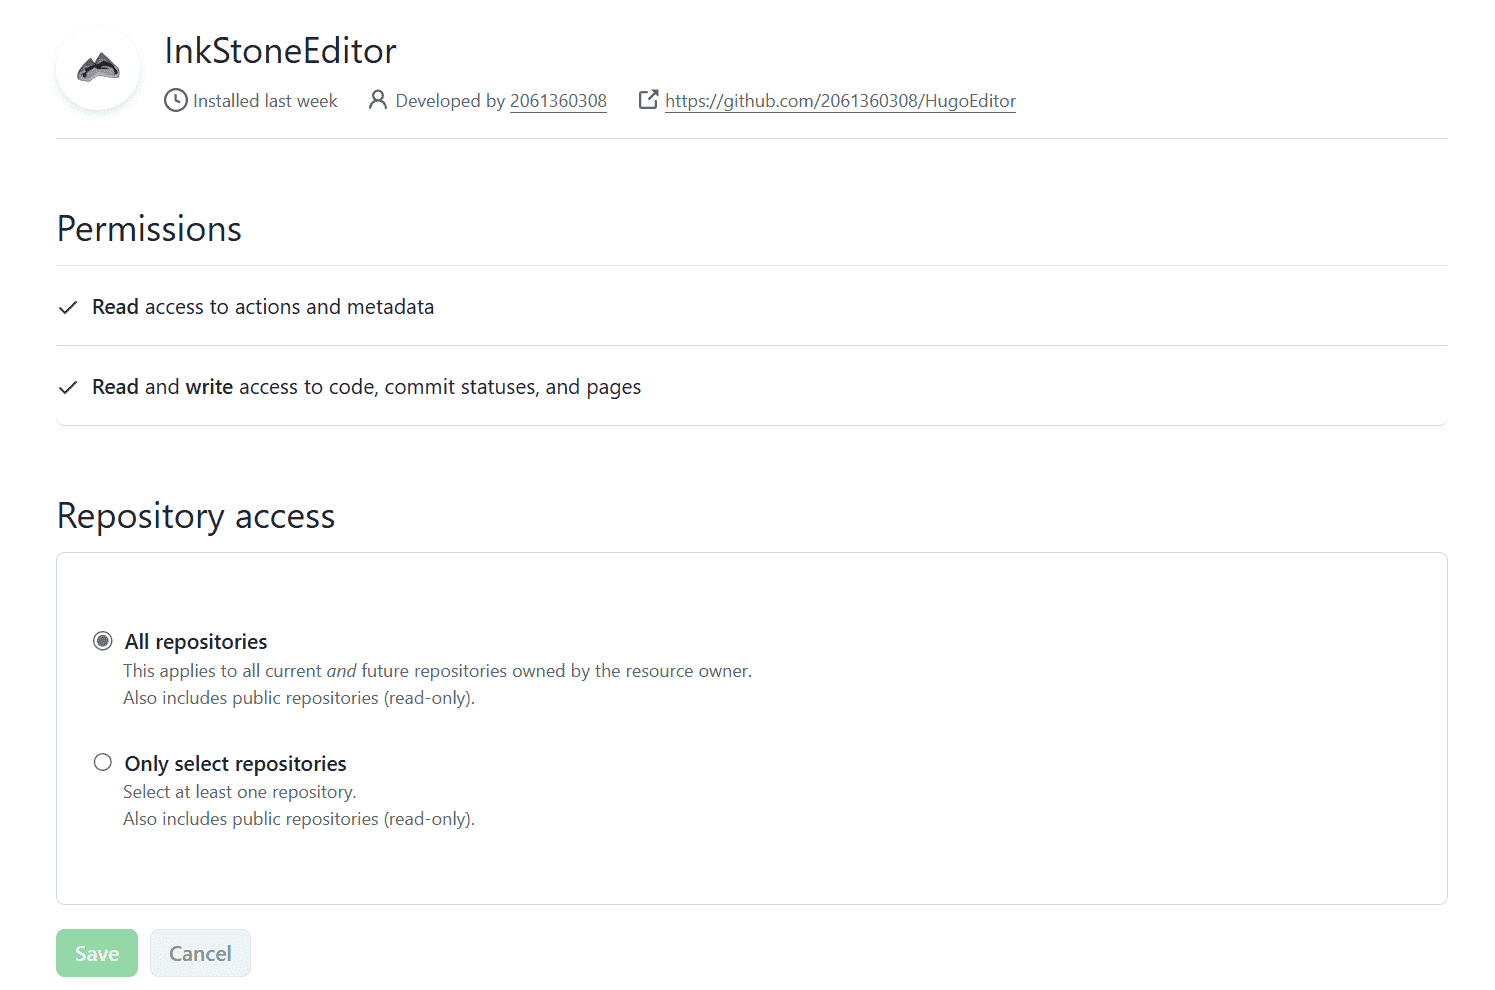 InkStoneEditor
Installed last week Developed by 2061360308 https://github.com/2061360308/HugoEditor
Permissions
Read access to actions and metadata
Read and write access to code, commit statuses, and pages
Repository access
All repositories
This applies to all current and future repositories owned by the resource owner.
Also includes public repositories (read-only).
Only select repositories
Select at least one repository.
Also includes public repositories (read-only).
Save Cancel